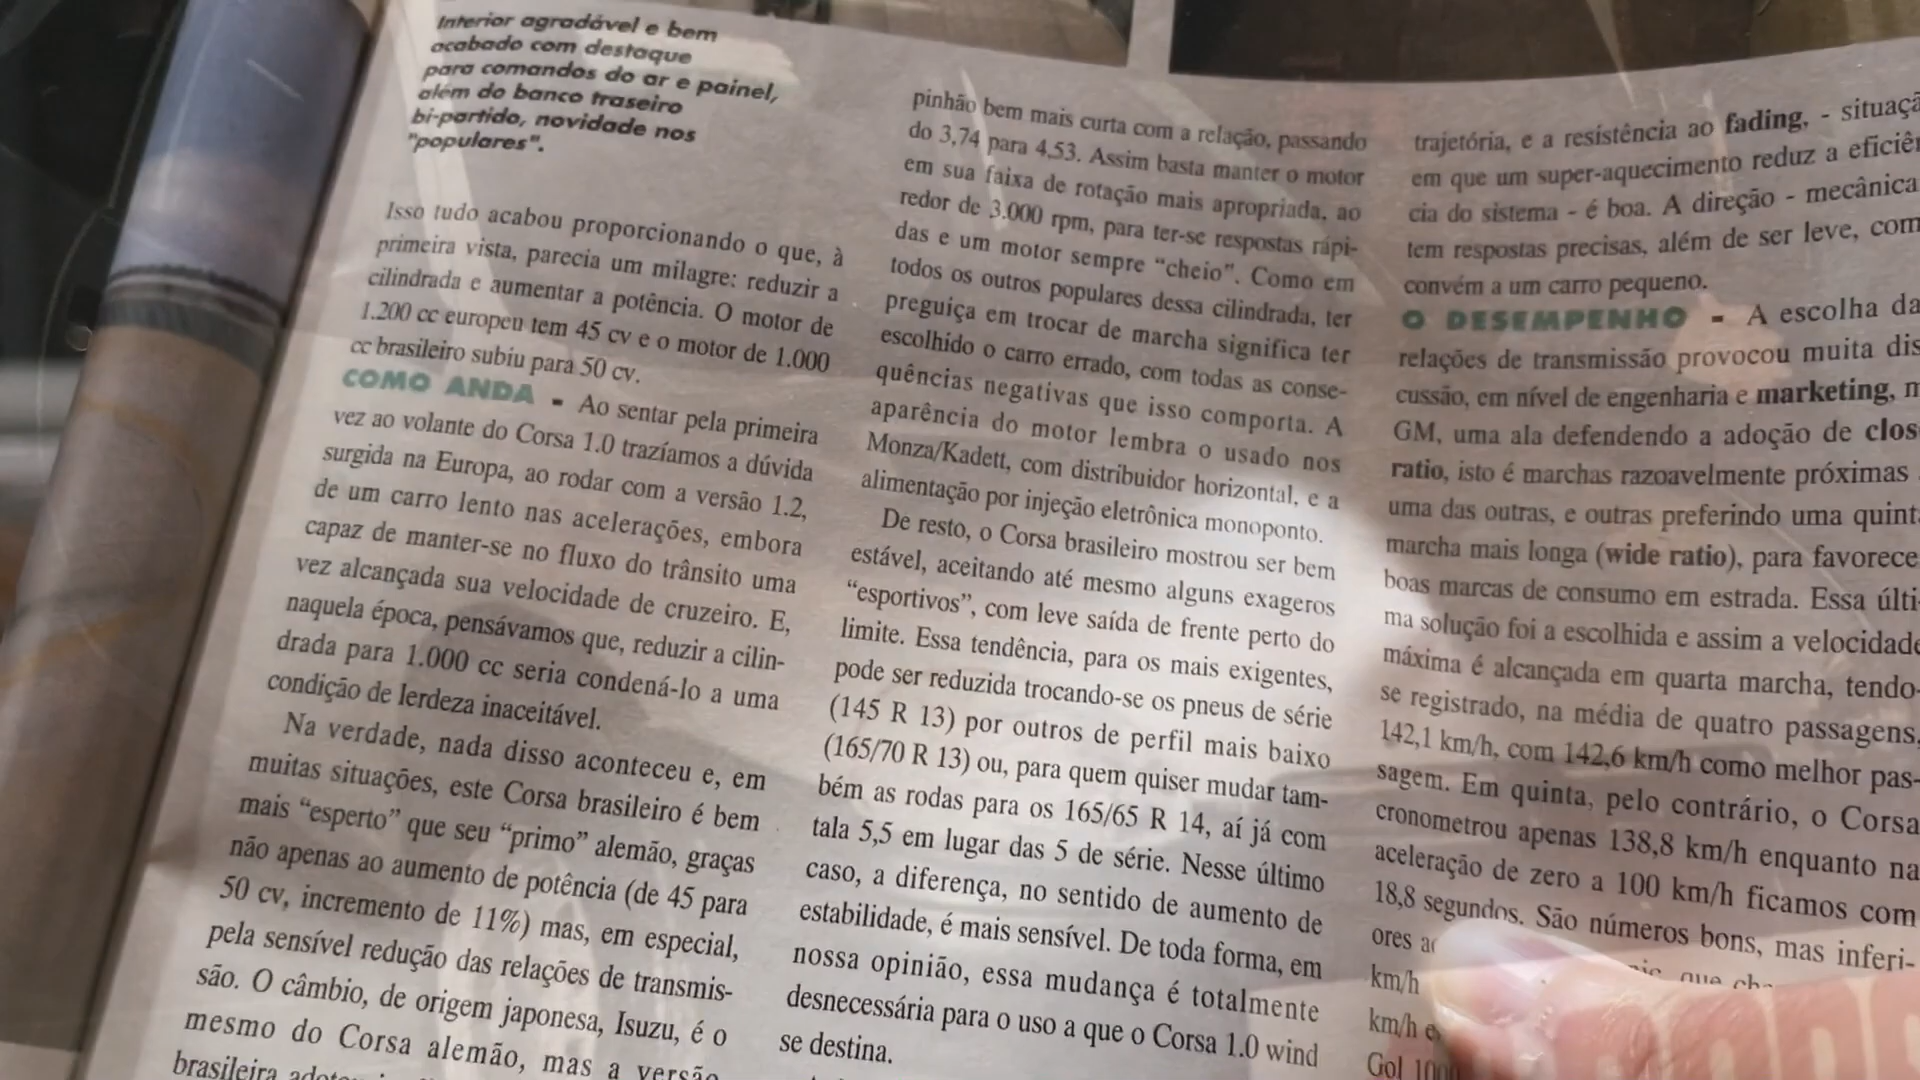 Interior agradável e bem
acabado com destaque
para comandos do ar e painel,
além do banco traseiro
bi-partido, novidade nos
"populares".
Isso tudo acabou proporcionando o que, à
primeira vista, parecia um milagre: reduzir a
cilindrada e aumentar a potência. O motor de
1.200 cc europeu tem 45 cv e o motor de 1.000
cc brasileiro subiu para 50 cv.
COMO ANDA - Ao sentar pela primeira
vez ao volante do Corsa 1.0 trazíamos a dúvida
surgida na Europa, ao rodar com a versão 1.2,
de um carro lento nas acelerações, embora
capaz de manter-se no fluxo do trânsito uma
vez alcançada sua velocidade de cruzeiro. E,
naquela época, pensávamos que, reduzir a cilin-
drada para 1.000 cc seria condená-lo a uma
condição de lerdeza inaceitável.
Na verdade, nada disso aconteceu e, em
muitas situações, este Corsa brasileiro é bem
mais “esperto” que seu “primo” alemão, graças
não apenas ao aumento de potência (de 45 para
50 cv, incremento de 11%) mas, em especial,
pela sensível redução das relações de transmis-
são. O câmbio, de origem japonesa, Isuzu, é o
mesmo do Corsa alemão, mas a versão
brasileira
pinhão bem mais curta com a relação, passando
do 3,74 para 4,53. Assim basta manter o motor
em sua faixa de rotação mais apropriada, ao
redor de 3.000 rpm, para ter-se respostas rápi-
das e um motor sempre “cheio”. Como em
todos os outros populares dessa cilindrada, ter
preguiça em trocar de marcha significa ter
escolhido o carro errado, com todas as conse-
quências negativas que isso comporta. A
aparência do motor lembra o usado nos
Monza/Kadett, com distribuidor horizontal, e a
alimentação por injeção eletrônica monoponto.
De resto, o Corsa brasileiro mostrou ser bem
estável, aceitando até mesmo alguns exageros
“esportivos”, com leve saída de frente perto do
limite. Essa tendência, para os mais exigentes,
pode ser reduzida trocando-se os pneus de série
(145 R 13) por outros de perfil mais baixo
(165/70 R 13) ou, para quem quiser mudar tam-
bém as rodas para os 165/65 R 14, aí já com
tala 5,5 em lugar das 5 de série. Nesse último
caso, a diferença, no sentido de aumento de
estabilidade, é mais sensível. De toda forma, em
nossa opinião, essa mudança é totalmente
desnecessária para o uso a que o Corsa 1.0 wind
se destina.
trajetória, e a resistência ao fading, - situaçã
em que um super-aquecimento reduz a eficiên
cia do sistema - é boa. A direção - mecânica
tem respostas precisas, além de ser leve, com
convém a um carro pequeno.
O DESEMPENHO - A escolha da
relações de transmissão provocou muita dis
cussão, em nível de engenharia e marketing, n
GM, uma ala defendendo a adoção de clos
ratio, isto é marchas razoavelmente próximas
uma das outras, e outras preferindo uma quint
marcha mais longa (wide ratio), para favorece
boas marcas de consumo em estrada. Essa últi-
ma solução foi a escolhida e assim a velocidade
máxima é alcançada em quarta marcha, tendo-
se registrado, na média de quatro passagens,
142,1 km/h, com 142,6 km/h como melhor pas-
sagem. Em quinta, pelo contrário, o Corsa
cronometrou apenas 138,8 km/h enquanto na
aceleração de zero a 100 km/h ficamos com
18,8 segundos. São números bons, mas inferi-
ores
km/h que
km/h e
Gol